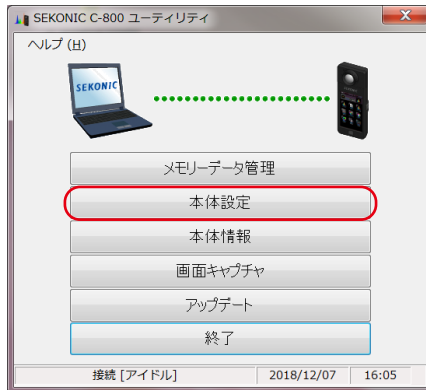 SEKONIC C-800 ユーティリティ
ヘルプ (H)
SEKONIC
メモリーデータ管理
本体設定
本体情報
画面キャプチャ
アップデート
終了
接続 [アイドル] 2018/12/07 16:05